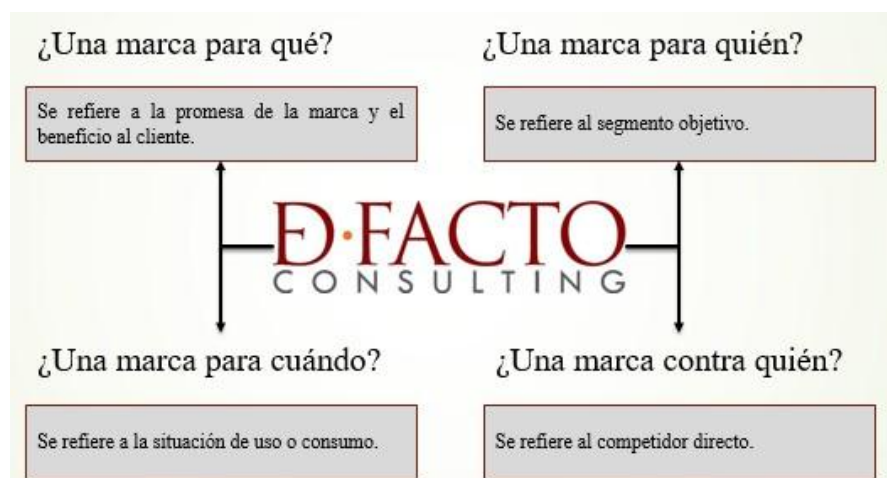 ¿Una marca para qué?
Se refiere a la promesa de la marca y el
beneficio al cliente.
¿Una marca para quién?
Se refiere al segmento objetivo.
Đ·FACTO
CONSULTING
¿Una marca para cuándo?
Se refiere a la situación de uso o consumo.
¿Una marca contra quién?
Se refiere al competidor directo.